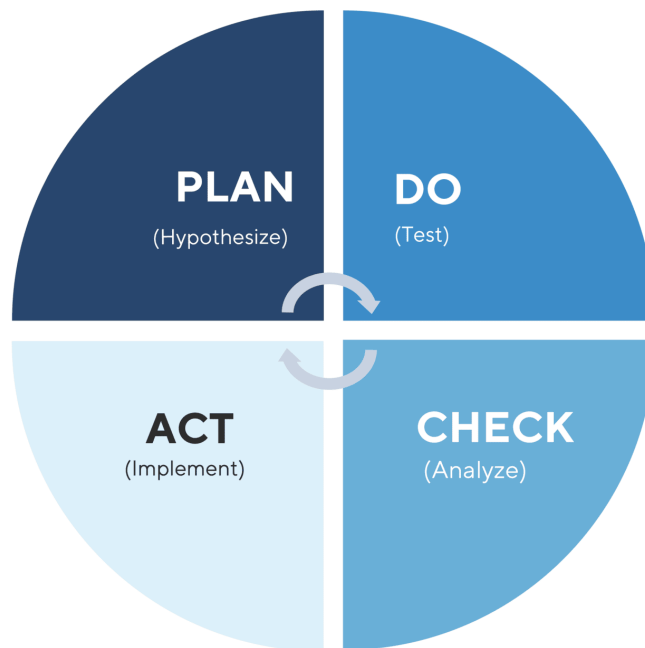 PLAN
(Hypothesize)
DO
(Test)
ACT
(Implement)
CHECK
(Analyze)